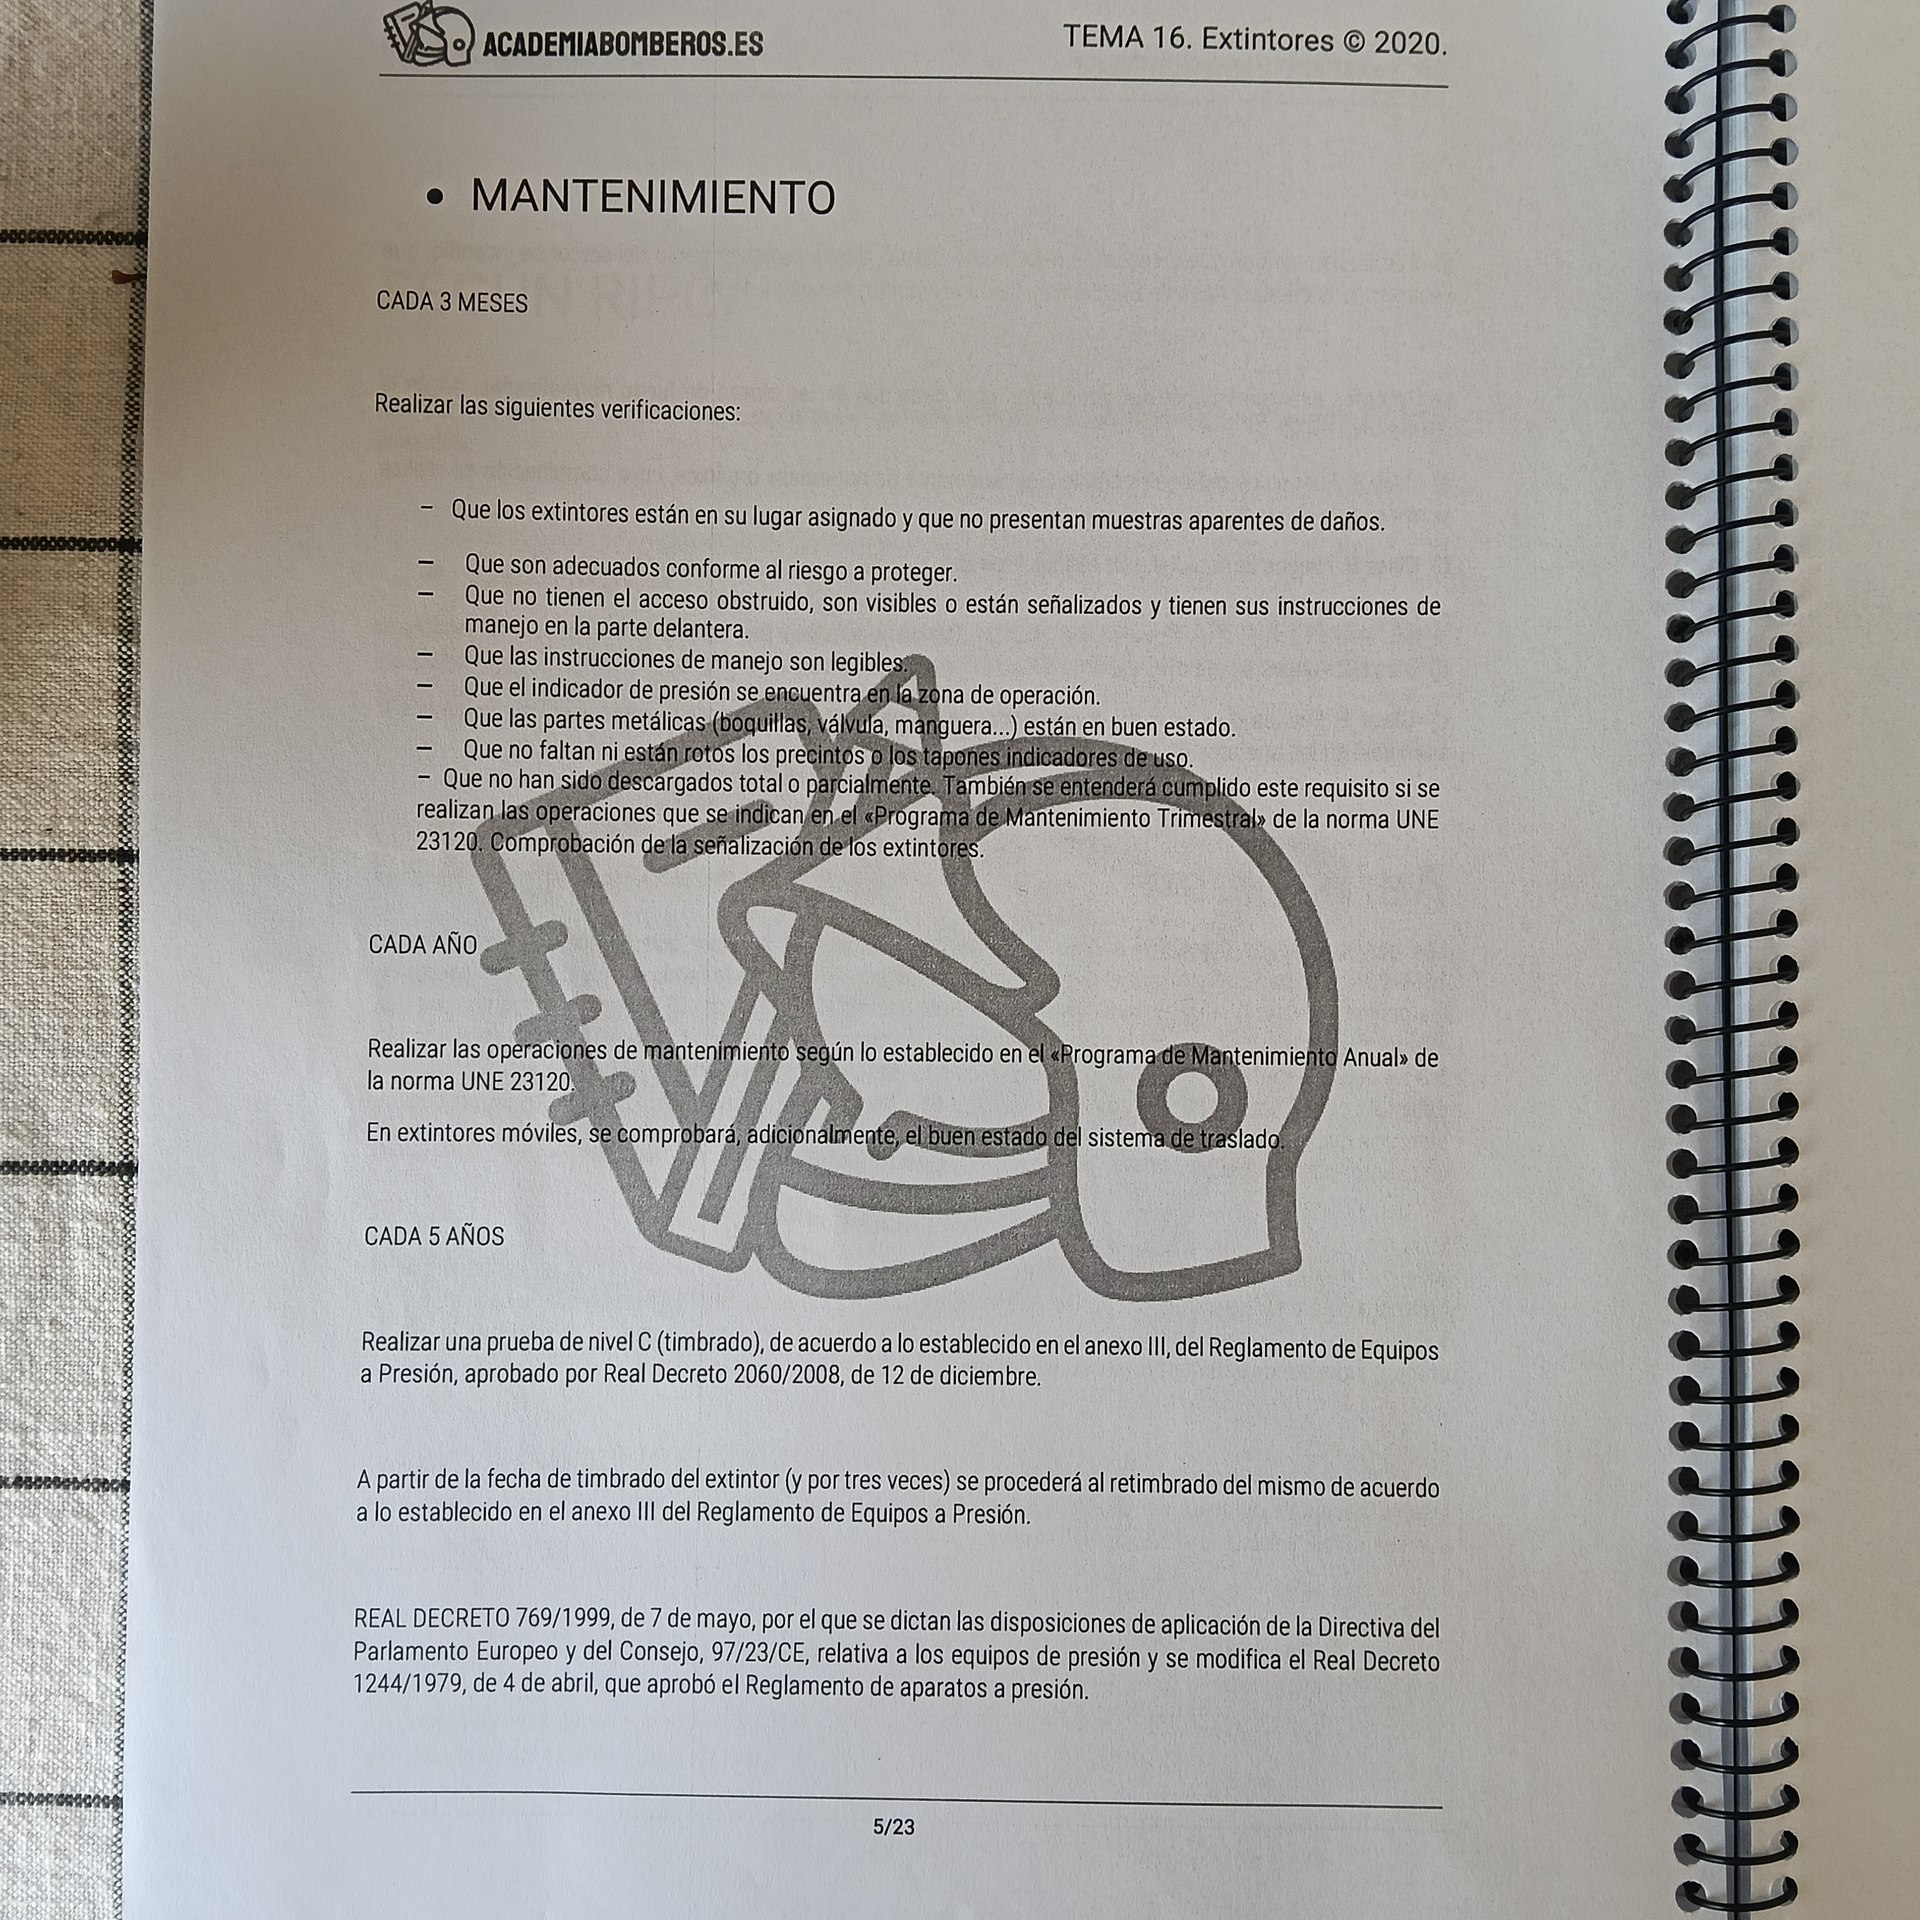 ACADEMIABOMBEROS.ES
TEMA 16. Extintores © 2020.
• MANTENIMIENTO
CADA 3 MESES
Realizar las siguientes verificaciones:
– Que los extintores están en su lugar asignado y que no presentan muestras aparentes de daños.
– Que son adecuados conforme al riesgo a proteger.
– Que no tienen el acceso obstruido, son visibles o están señalizados y tienen sus instrucciones de
manejo en la parte delantera.
– Que las instrucciones de manejo son legibles.
– Que el indicador de presión se encuentra en la zona de operación.
– Que las partes metálicas (boquillas, válvula, manguera...) están en buen estado.
– Que no faltan ni están rotos los precintos o los tapones indicadores de uso.
– Que no han sido descargados total o parcialmente. También se entenderá cumplido este requisito si se
realizan las operaciones que se indican en el «Programa de Mantenimiento Trimestral» de la norma UNE
23120. Comprobación de la señalización de los extintores.
CADA AÑO
Realizar las operaciones de mantenimiento según lo establecido en el «Programa de Mantenimiento Anual» de
la norma UNE 23120.
En extintores móviles, se comprobará, adicionalmente, el buen estado del sistema de traslado.
CADA 5 AÑOS
Realizar una prueba de nivel C (timbrado), de acuerdo a lo establecido en el anexo III, del Reglamento de Equipos
a Presión, aprobado por Real Decreto 2060/2008, de 12 de diciembre.
A partir de la fecha de timbrado del extintor (y por tres veces) se procederá al retimbrado del mismo de acuerdo
a lo establecido en el anexo III del Reglamento de Equipos a Presión.
REAL DECRETO 769/1999, de 7 de mayo, por el que se dictan las disposiciones de aplicación de la Directiva del
Parlamento Europeo y del Consejo, 97/23/CE, relativa a los equipos de presión y se modifica el Real Decreto
1244/1979, de 4 de abril, que aprobó el Reglamento de aparatos a presión.
5/23